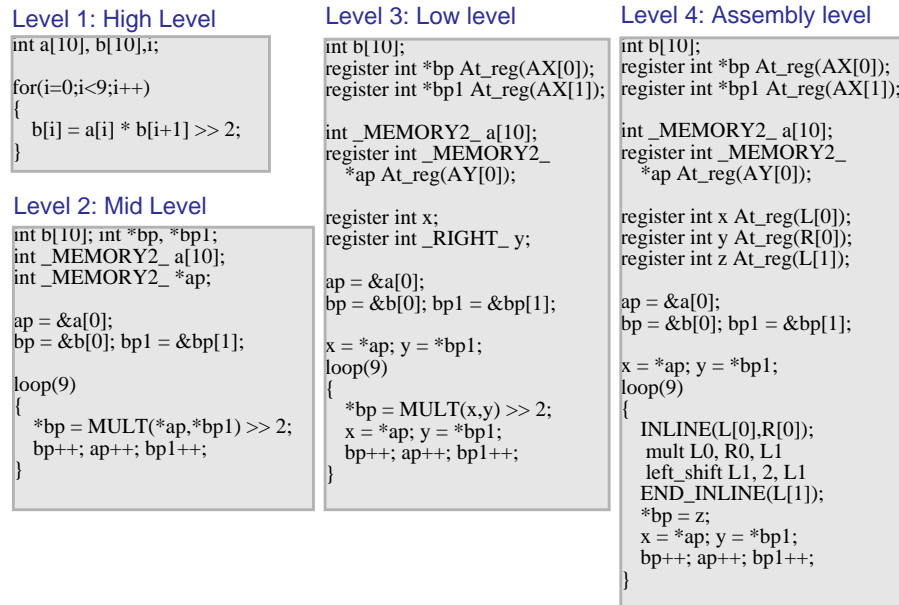 Level 1: High Level
int a[10], b[10],i;
for(i=0;i<9;i++)
{
b[i] = a[i] * b[i+1] >> 2;
}
Level 2: Mid Level
int b[10]; int *bp, *bp1;
int _MEMORY2_ a[10];
int _MEMORY2_ *ap;
ap = &a[0];
bp = &b[0]; bp1 = &bp[1];
loop(9)
{
*bp = MULT(*ap,*bp1) >> 2;
bp++; ap++; bp1++;
}
Level 3: Low level
int b[10];
register int *bp At_reg(AX[0]);
register int *bp1 At_reg(AX[1]);
int _MEMORY2_ a[10];
register int _MEMORY2_
*ap At_reg(AY[0]);
register int x;
register int _RIGHT_ y;
ap = &a[0];
bp = &b[0]; bp1 = &bp[1];
x = *ap; y = *bp1;
loop(9)
{
*bp = MULT(x,y) >> 2;
x = *ap; y = *bp1;
bp++; ap++; bp1++;
}
Level 4: Assembly level
int b[10];
register int *bp At_reg(AX[0]);
register int *bp1 At_reg(AX[1]);
int _MEMORY2_ a[10];
register int _MEMORY2_
*ap At_reg(AY[0]);
register int x At_reg(L[0]);
register int y At_reg(R[0]);
register int z At_reg(L[1]);
ap = &a[0];
bp = &b[0]; bp1 = &bp[1];
x = *ap; y = *bp1;
loop(9)
{
INLINE(L[0],R[0]);
mult L0, R0, L1
left_shift L1, 2, L1
END_INLINE(L[1]);
*bp = z;
x = *ap; y = *bp1;
bp++; ap++; bp1++;
}